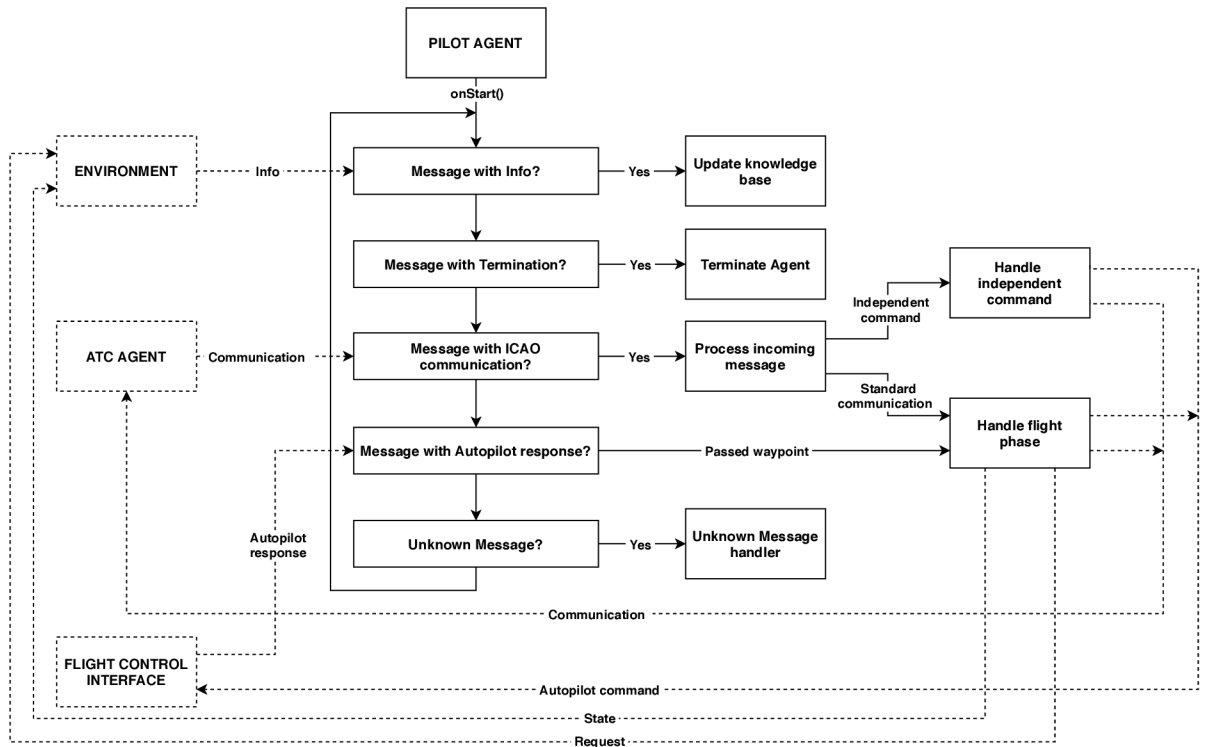 PILOT AGENT
onStart()
ENVIRONMENT
Info
Message with Info?
Yes
Update knowledge
base
Message with Termination?
Yes
Terminate Agent
Handle
independent
command
Independent
command
ATC AGENT
Communication
Message with ICAO
communication?
Yes
Process incoming
message
Standard
communication
Handle flight
phase
Message with Autopilot response?
Passed waypoint
Autopilot
response
Unknown Message?
Yes
Unknown Message
handler
Communication
FLIGHT CONTROL
INTERFACE
Autopilot command
State
Request